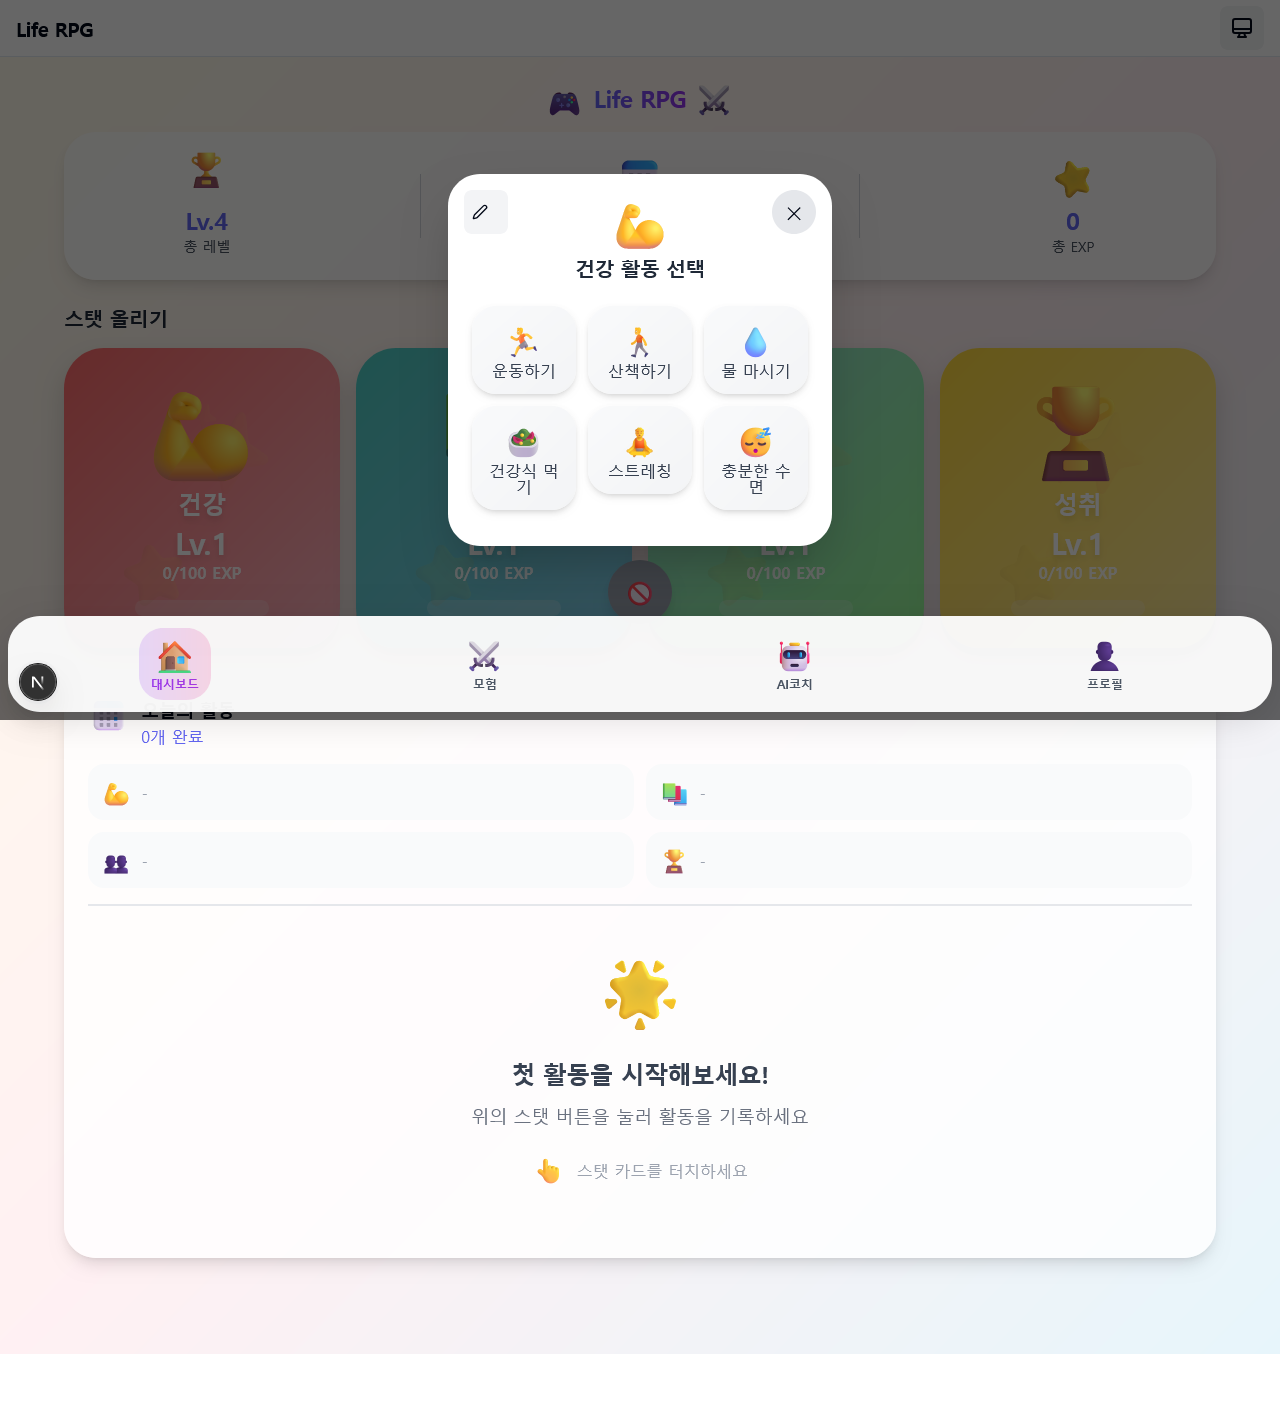 Life RPG
Life RPG
Lv.4
총 레벨
0
총 EXP
건강 활동 선택
운동하기
산책하기
물 마시기
건강식 먹
기
스트레칭
충분한 수
면
스탯 올리기
건강
Lv.1
0/100 EXP
Lv.1
0/100 EXP
Lv.1
0/100 EXP
성취
Lv.1
0/100 EXP
대시보드
모험
AI코치
프로필
N
오늘의 활동
0개 완료
-
-
-
-
첫 활동을 시작해보세요!
위의 스탯 버튼을 눌러 활동을 기록하세요
스탯 카드를 터치하세요